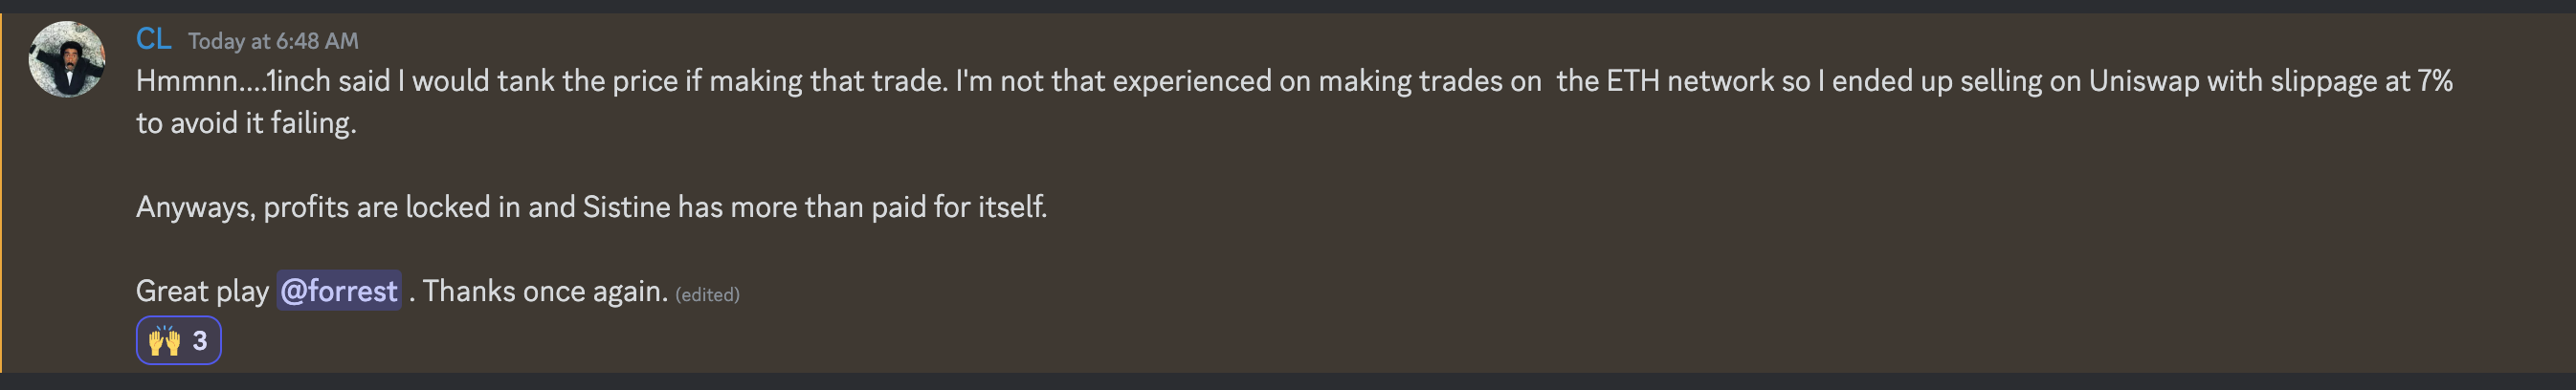 CL Today at 6:48 AM
Hmmnn....1inch said I would tank the price if making that trade. I'm not that experienced on making trades on  the ETH network so I ended up selling on Uniswap with slippage at 7%
to avoid it failing.
Anyways, profits are locked in and Sistine has more than paid for itself.
Great play @forrest . Thanks once again. (edited)
🙌 3